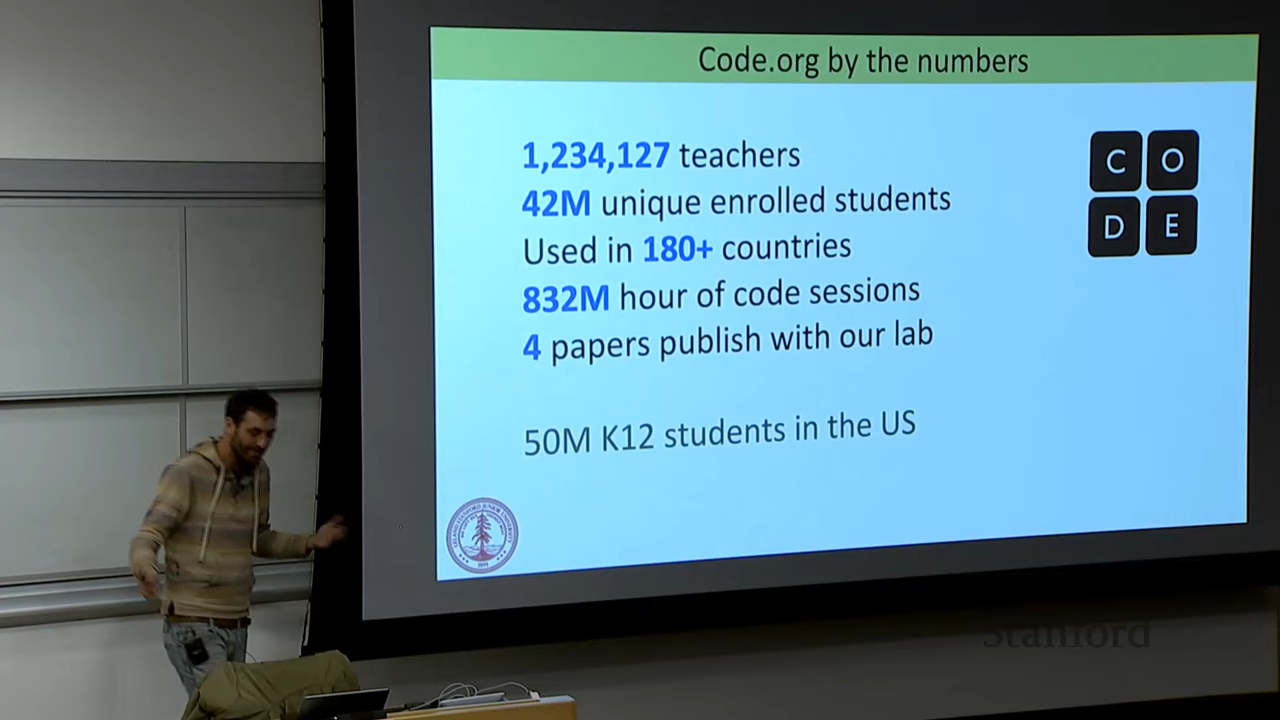 Code.org by the numbers
1,234,127 teachers
42M unique enrolled students
Used in 180+ countries
832M hour of code sessions
4 papers publish with our lab
50M K12 students in the US
C O
D E
Stanford